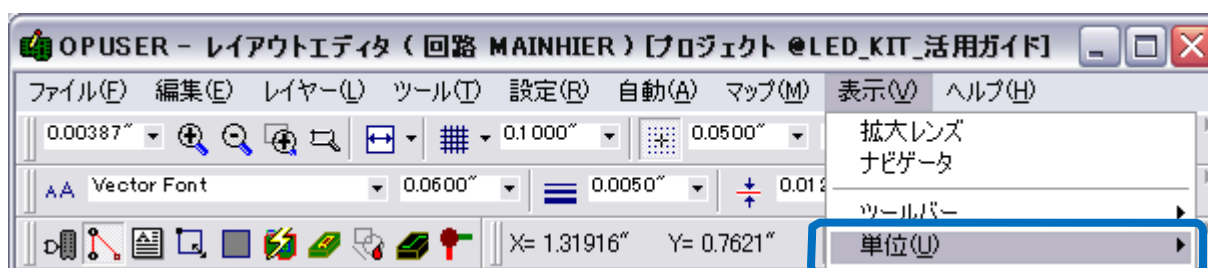 OPUSER - レイアウトエディタ ( 回路 MAINHIER ) [プロジェクト @LED_KIT_活用ガイド]
ファイル(F) 編集(E) レイヤー(L) ツール(T) 設定(R) 自動(A) マップ(M) 表示(V) ヘルプ(H)
0.00387" 0.1000" 0.0500"
拡大レンズ
ナビゲータ
AA Vector Font 0.0600" 0.0050"
ツールバー
X= 1.31916" Y= 0.7621"
単位(U)